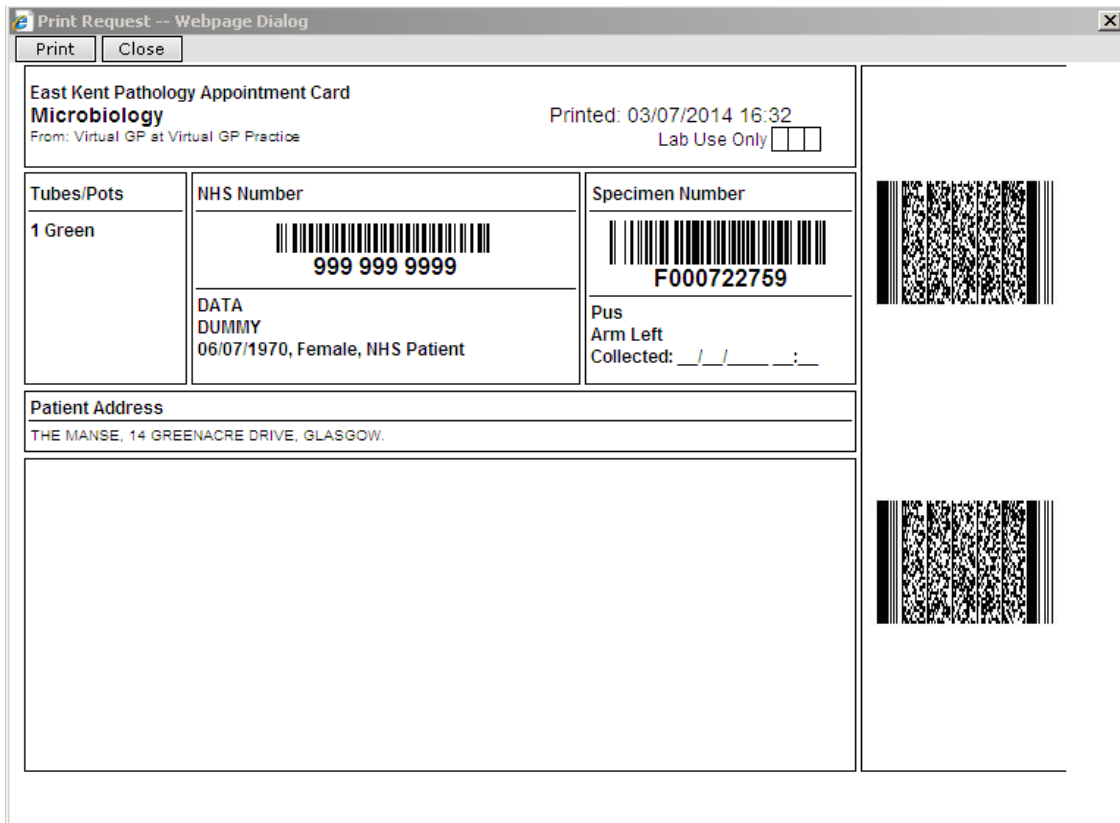 Print Request -- Webpage Dialog
Print Close
East Kent Pathology Appointment Card
Microbiology
From: Virtual GP at Virtual GP Practice
Printed: 03/07/2014 16:32
Lab Use Only
Tubes/Pots
1 Green
NHS Number
999 999 9999
DATA
DUMMY
06/07/1970, Female, NHS Patient
Specimen Number
F000722759
Pus
Arm Left
Collected: __/__/____ __:__
Patient Address
THE MANSE, 14 GREENACRE DRIVE, GLASGOW.